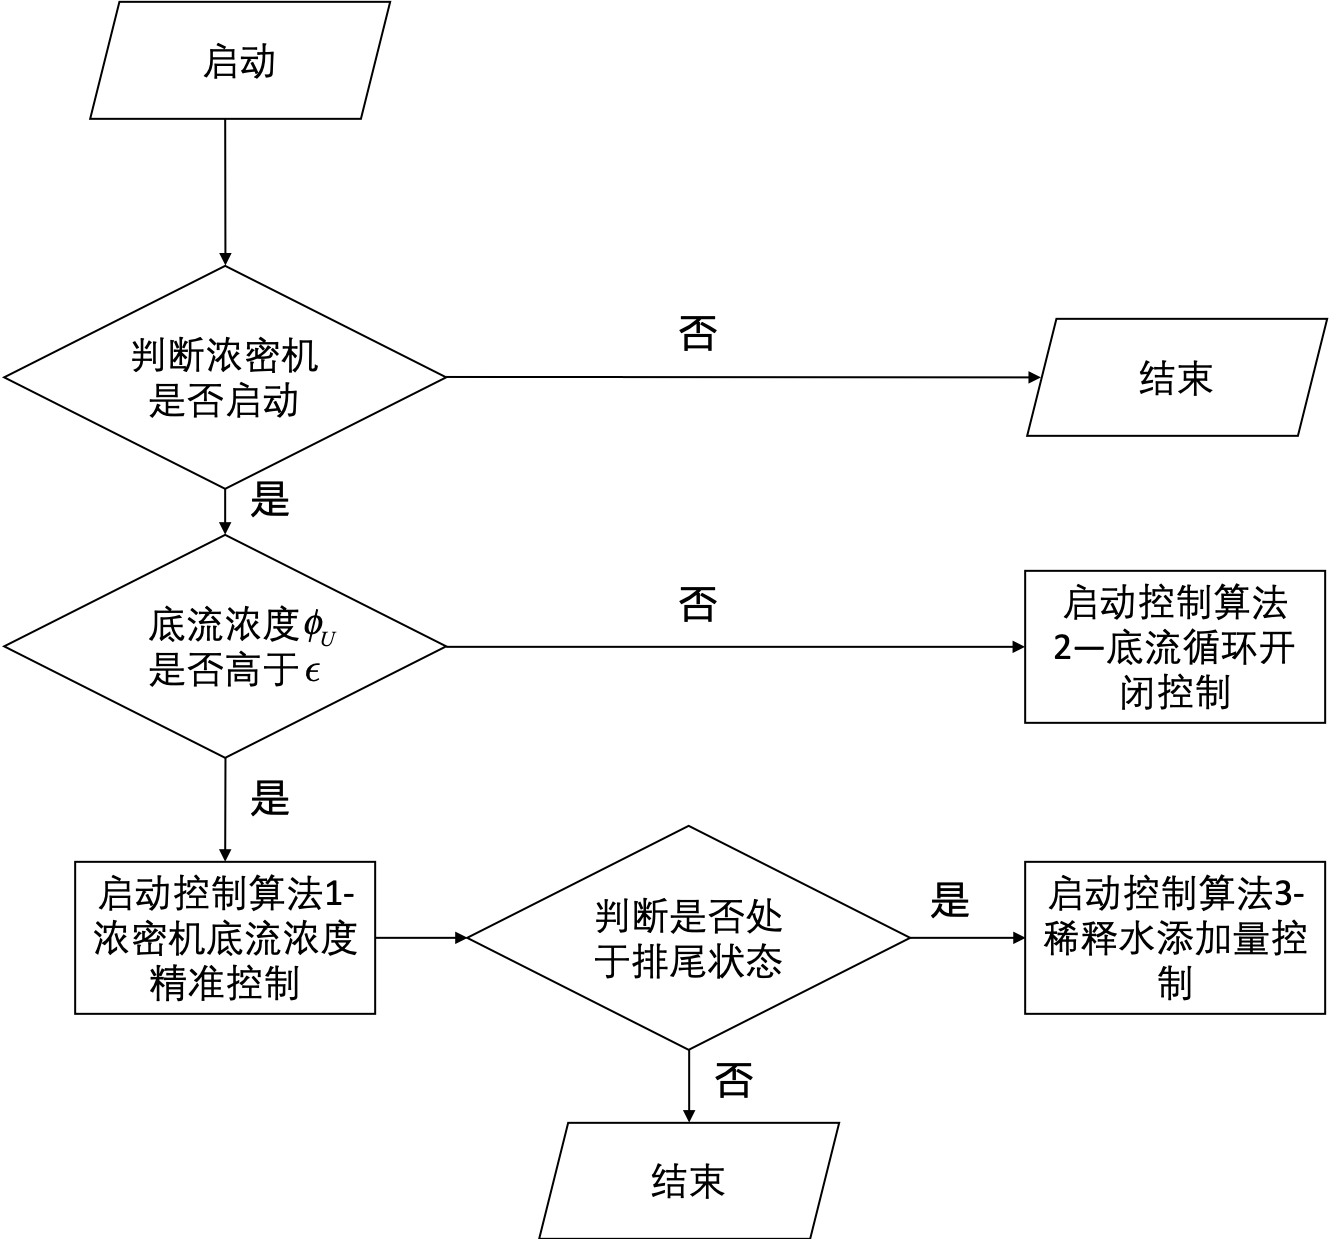 启动
判断浓密机
是否启动
否
结束
是
底流浓度ϕ_U
是否高于ϵ
否
启动控制算法
2—底流循环开
闭控制
是
启动控制算法1-
浓密机底流浓度
精准控制
判断是否处
于排尾状态
是
启动控制算法3-
稀释水添加量控
制
否
结束